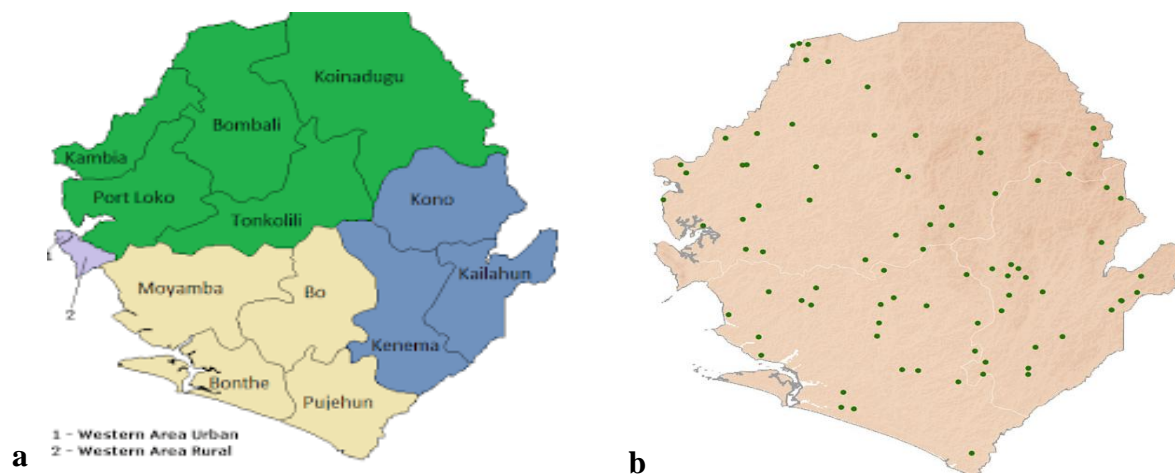 Koinadugu
Bombali
Kambia
Port Loko
Kono
Tonkolili
Kailahun
Moyamba
Bo
2
Kenema
Bonthe
Pujehun
1 - Western Area Urban
2 - Western Area Rural
a
b